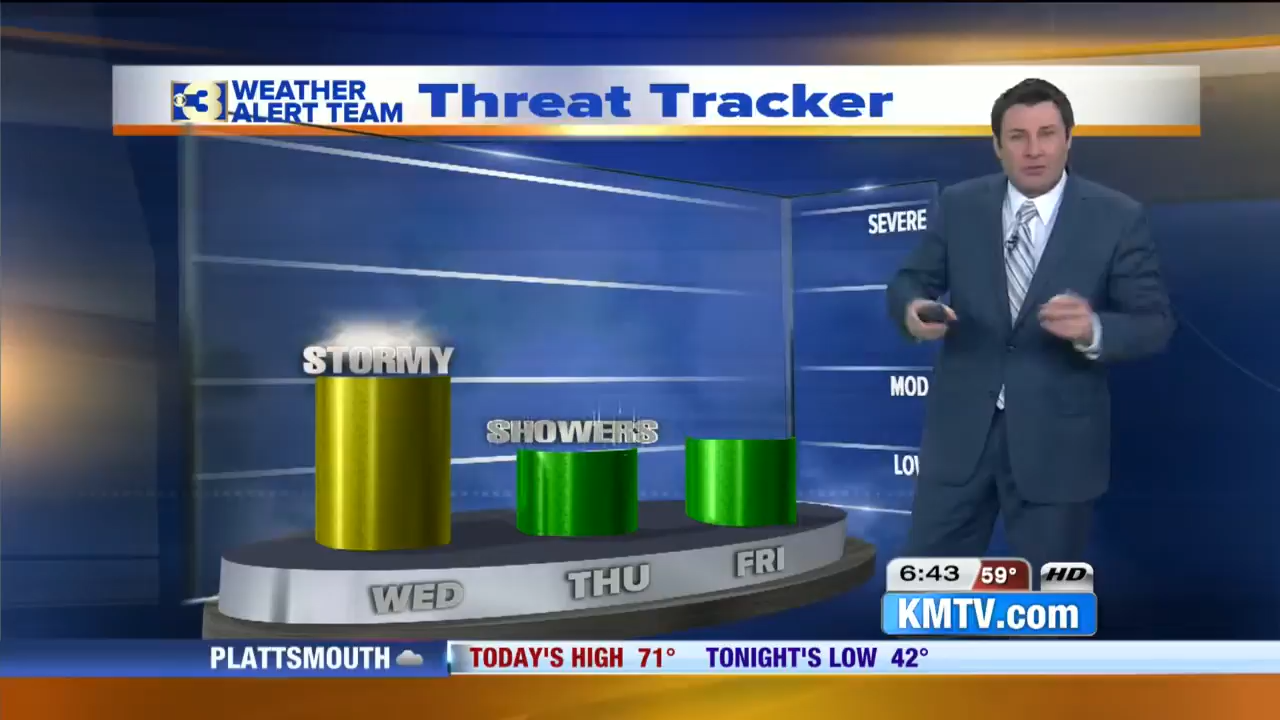 3 WEATHER
ALERT TEAM
Threat Tracker
SEVERE
MOD
STORMY
SHOWERS
WED
THU
FRI
6:43 59° HD
KMTV.com
PLATTSMOUTH TODAY'S HIGH 71° TONIGHT'S LOW 42°